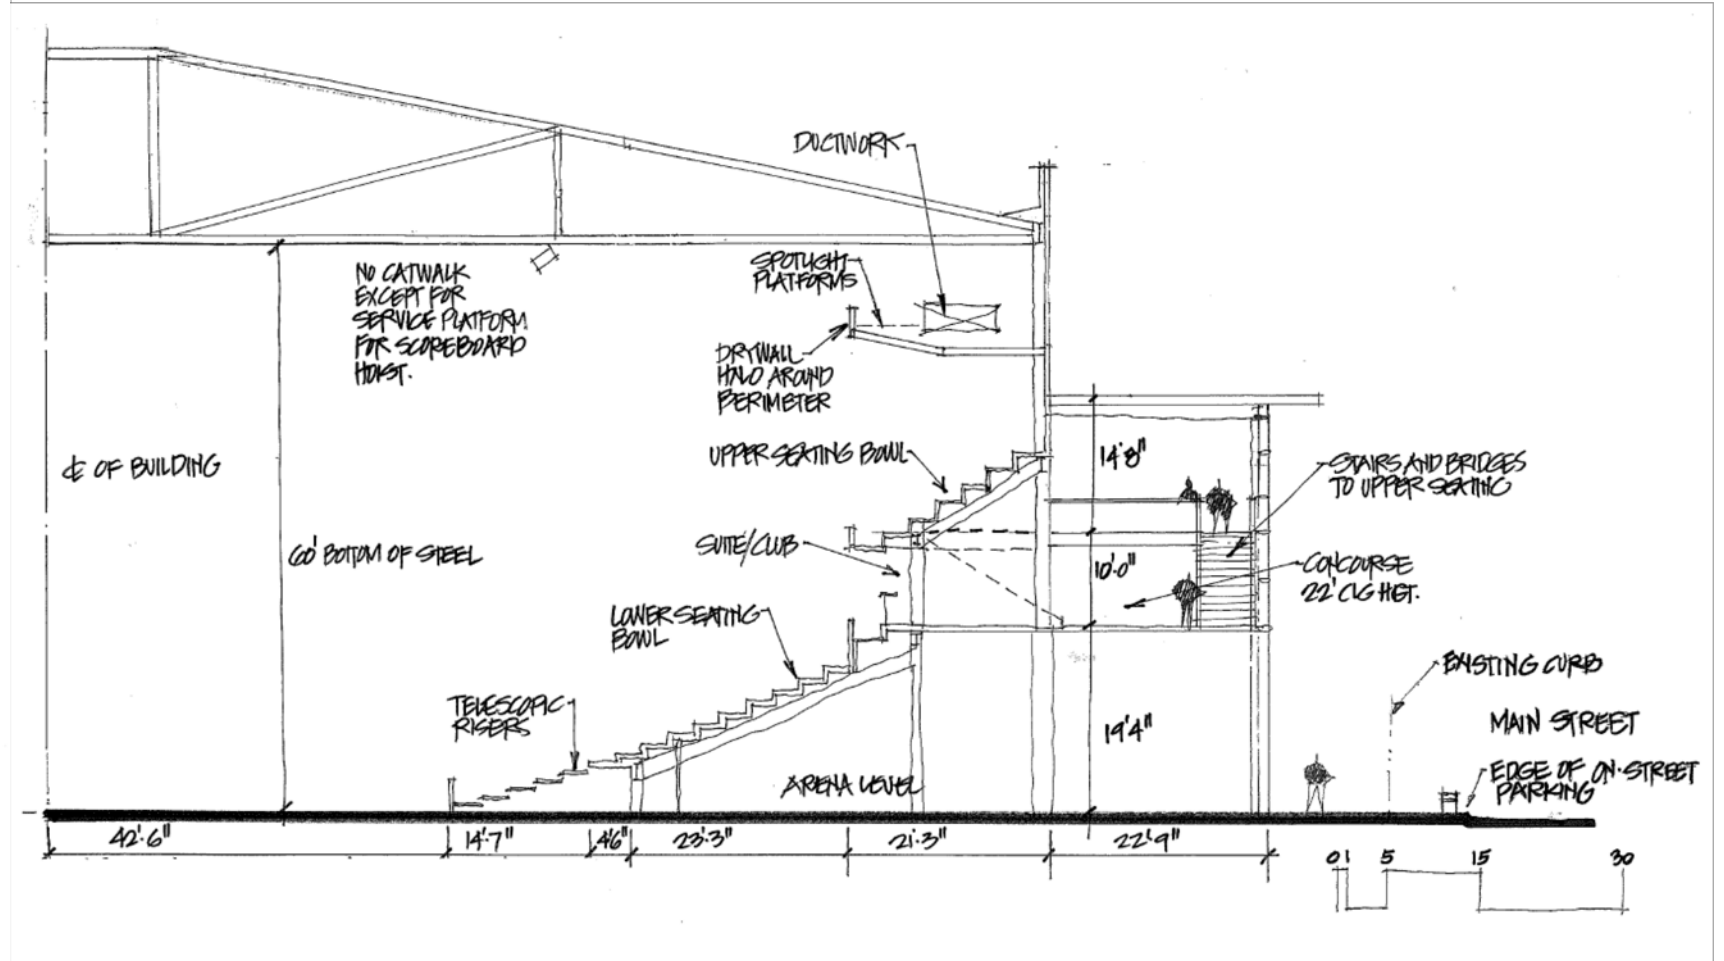 DUCTWORK
SPOTLIGHT
PLATFORMS
NO CATWALK
EXCEPT FOR
SERVICE PLATFORM
FOR SCOREBOARD
HOIST.
DRYWALL
HALO AROUND
PERIMETER
UPPER SEATING BOWL
14'8"
STAIRS AND BRIDGES
TO UPPER SEATING
℄ OF BUILDING
60' BOTTOM OF STEEL
SUITE/CLUB
10'0"
CONCOURSE
22' CLG HGT.
LOWER SEATING
BOWL
EXISTING CURB
TELESCOPIC
RISERS
19'4"
MAIN STREET
ARENA LEVEL
EDGE OF ON-STREET
PARKING
42'6" 14'7" 4'6" 23'3" 21'3" 22'9"
0 1 5 15 30